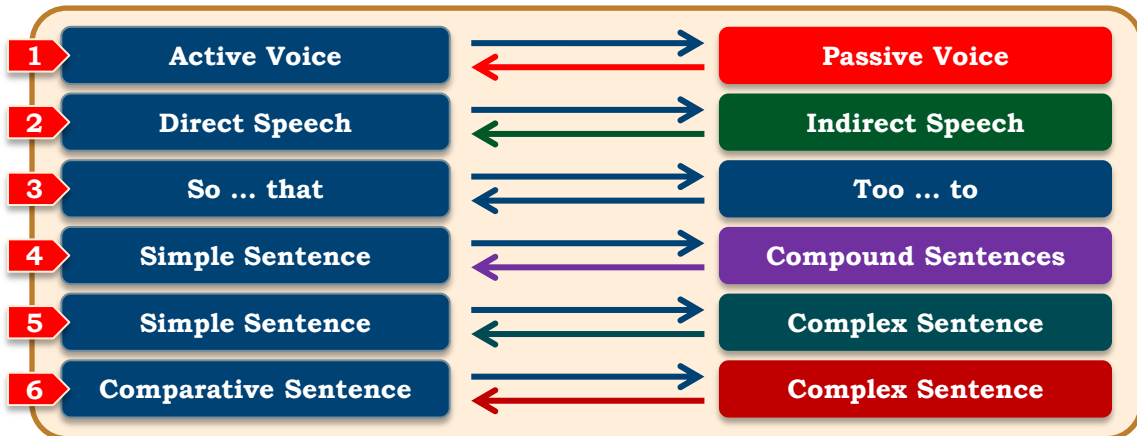 1 Active Voice Passive Voice
2 Direct Speech Indirect Speech
3 So ... that Too ... to
4 Simple Sentence Compound Sentences
5 Simple Sentence Complex Sentence
6 Comparative Sentence Complex Sentence